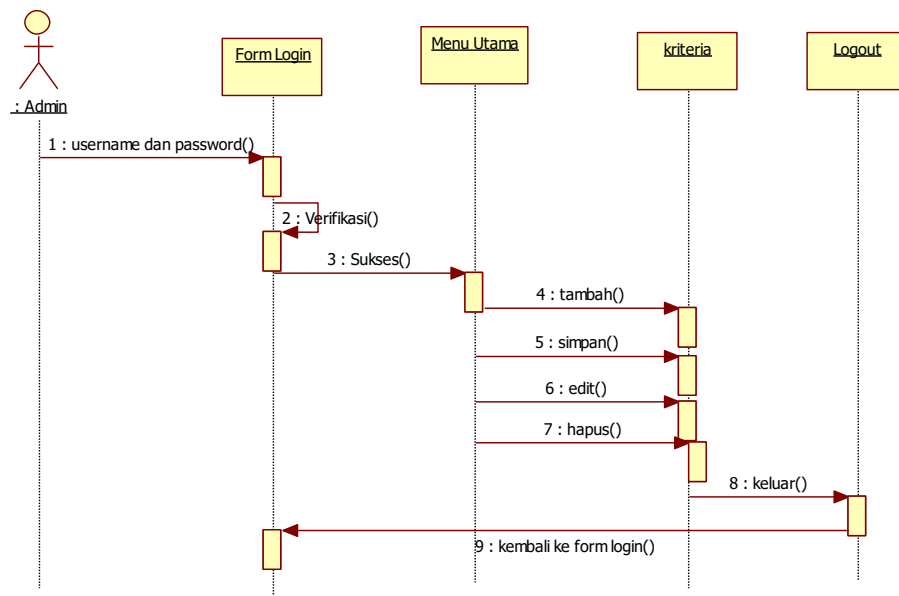 : Admin
Form Login
Menu Utama
kriteria
Logout
1 : username dan password()
2 : Verifikasi()
3 : Sukses()
4 : tambah()
5 : simpan()
6 : edit()
7 : hapus()
8 : keluar()
9 : kembali ke form login()